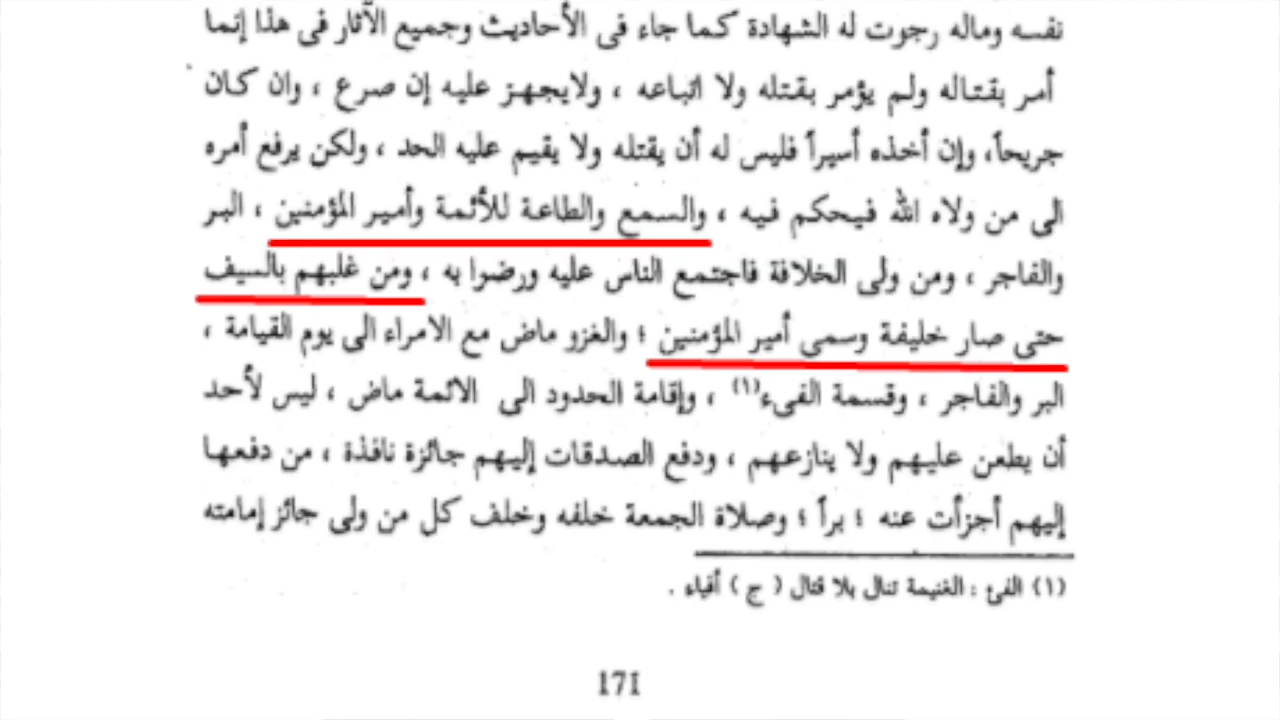 نفسه وماله رجوت له الشهادة كما جاء فى الأحاديث وجميع الآثار فى هذا إنما
أمر بقتاله ولم يؤمر بقتله ولا اتباعه ، ولايجهز عليه إن صرع ، وان كان
جريحاً، وإن أخذه أسيراً فليس له أن يقتله ولا يقيم عليه الحد ، ولكن يرفع أمره
الى من ولاه الله فيحكم فيه ، والسمع والطاعة للأئمة وأمير المؤمنين ، البر
والفاجر ، ومن ولى الخلافة فاجتمع الناس عليه ورضوا به ، ومن غلبهم بالسيف
حتى صار خليفة وسمى أمير المؤمنين ؛ والغزو ماض مع الامراء الى يوم القيامة ،
البر والفاجر ، وقسمة الفىء(١) ، وإقامة الحدود الى الائمة ماض ، ليس لأحد
أن يطعن عليهم ولا ينازعهم ، ودفع الصدقات إليهم جائزة نافذة ، من دفعها
إليهم أجزأت عنه ؛ برأ ؛ وصلاة الجمعة خلفه وخلف كل من ولى جائز إمامته
(١) الفئ : الغنيمة تنال بلا قتال ( ج ) أفياء .
171